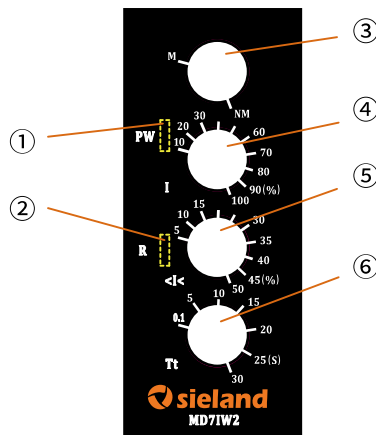 ③
M
NM
④
①
PW
10 20 30 60 70 80 90(%) 100
I
⑤
②
R
5 10 15 30 35 40 45(%) 50
<I<
⑥
0.1 5 10 15 20 25(S) 30
Tt
sieland
MD7IW2